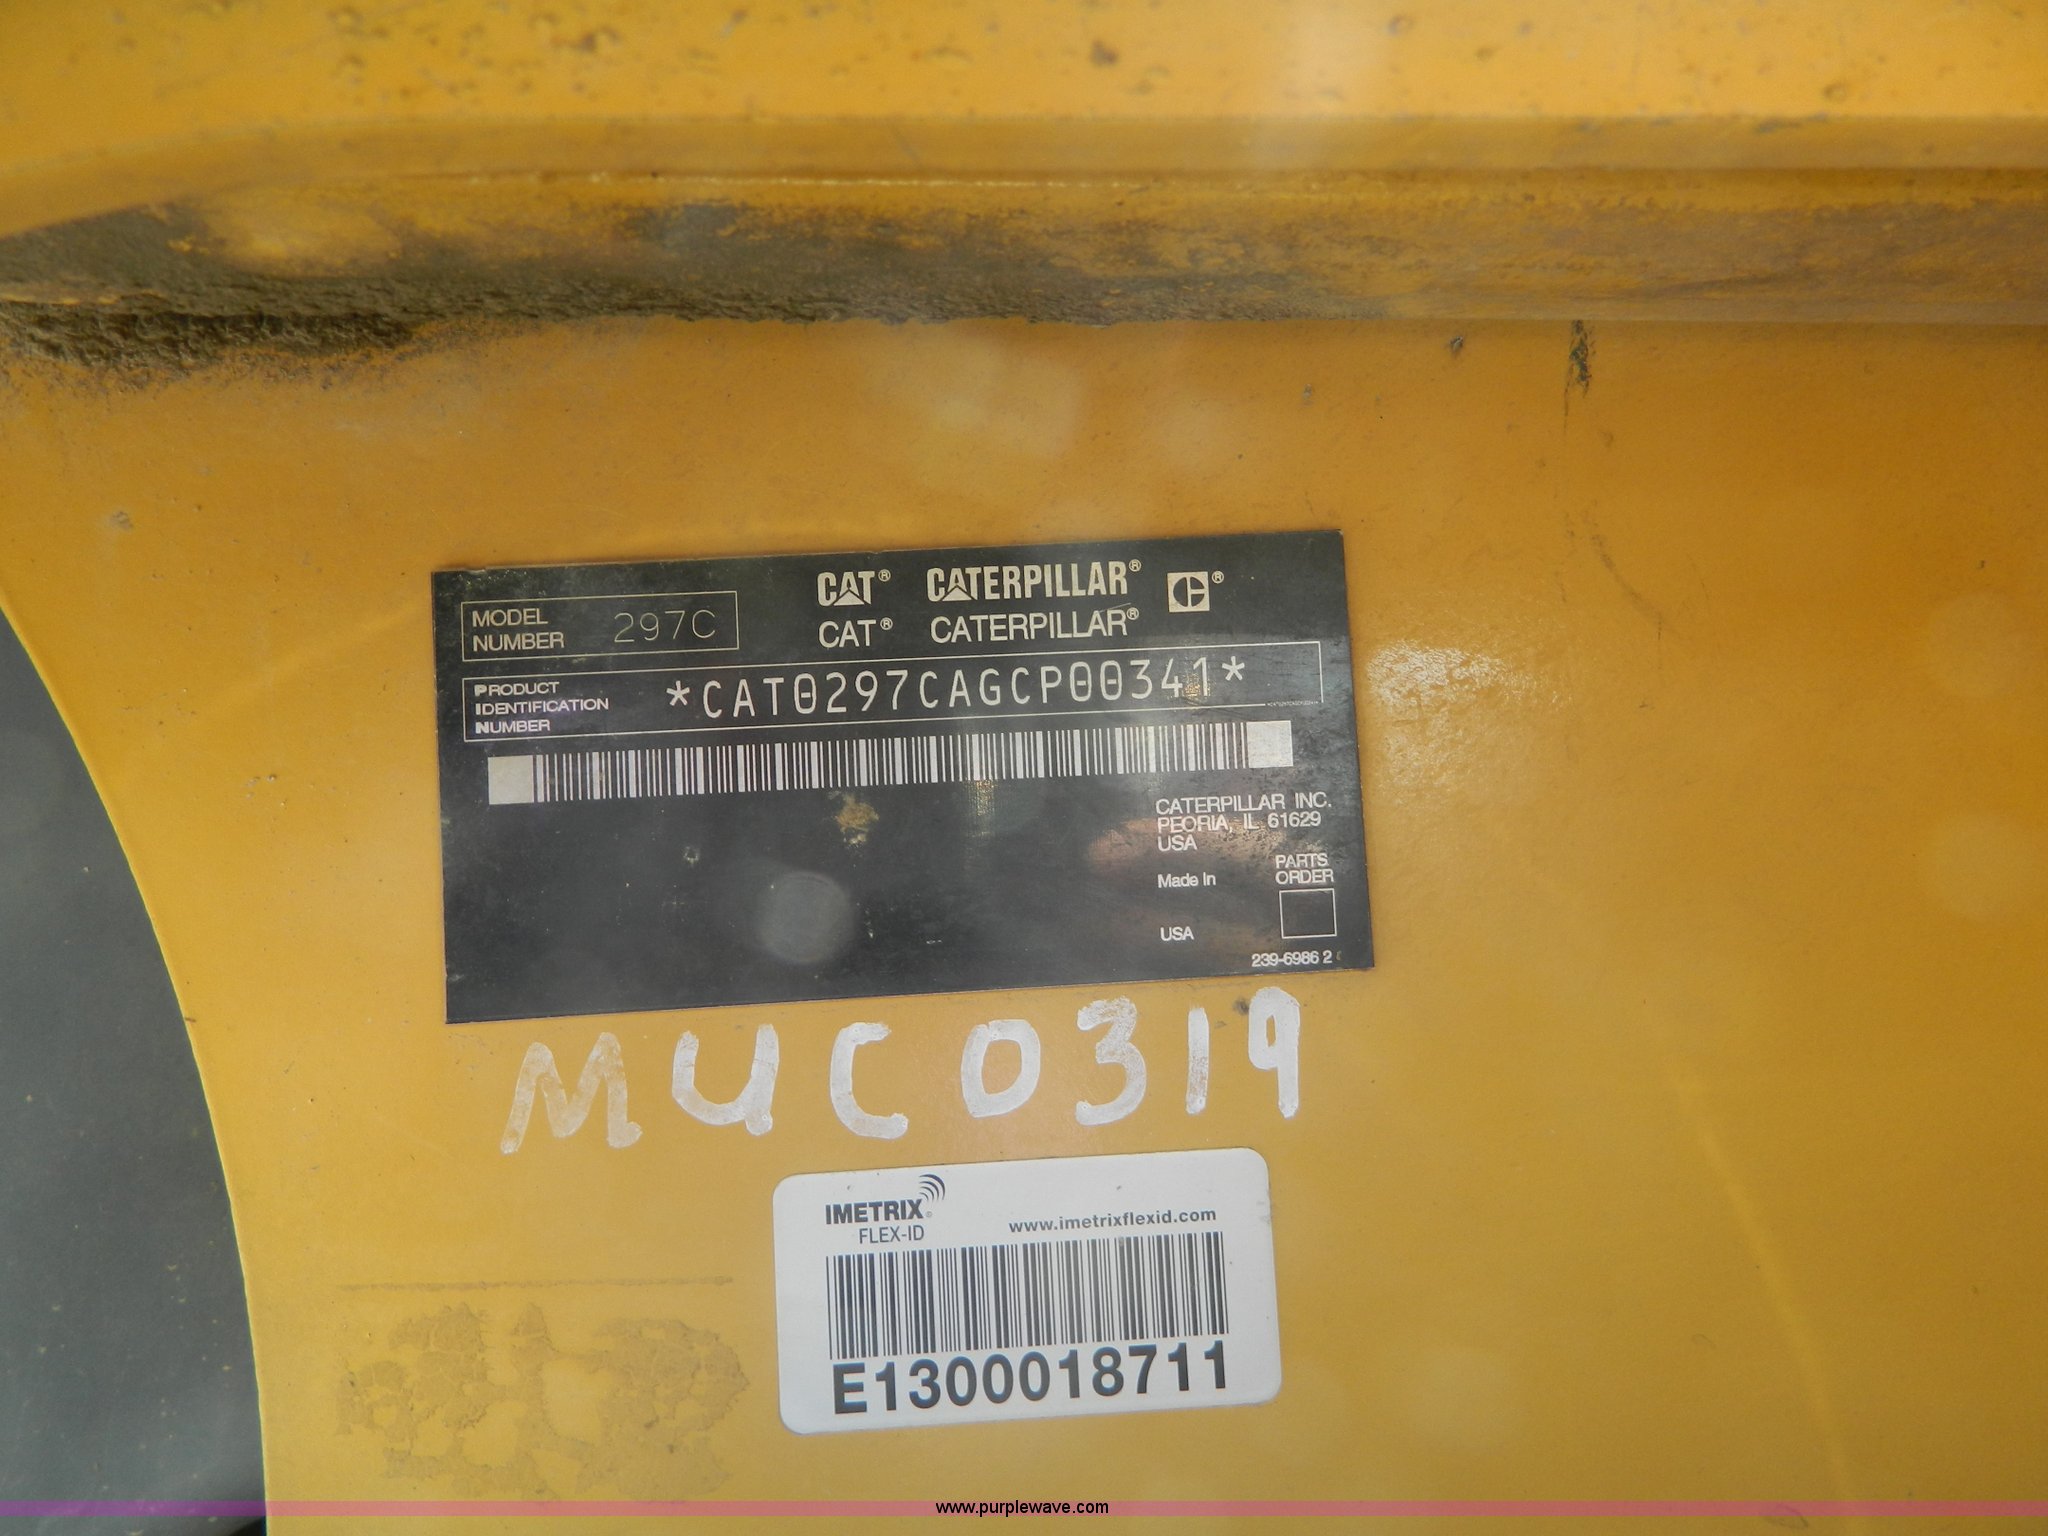 MODEL NUMBER 297C
CAT® CATERPILLAR®
CAT® CATERPILLAR®
PRODUCT IDENTIFICATION NUMBER
*CAT0297CAGCP00341*
CATERPILLAR INC.
PEORIA, IL 61629
USA
Made In
USA
PARTS
ORDER
239-6986 2
MUC0319
IMETRIX®
FLEX-ID
www.imetrixflexid.com
E1300018711
www.purplewave.com